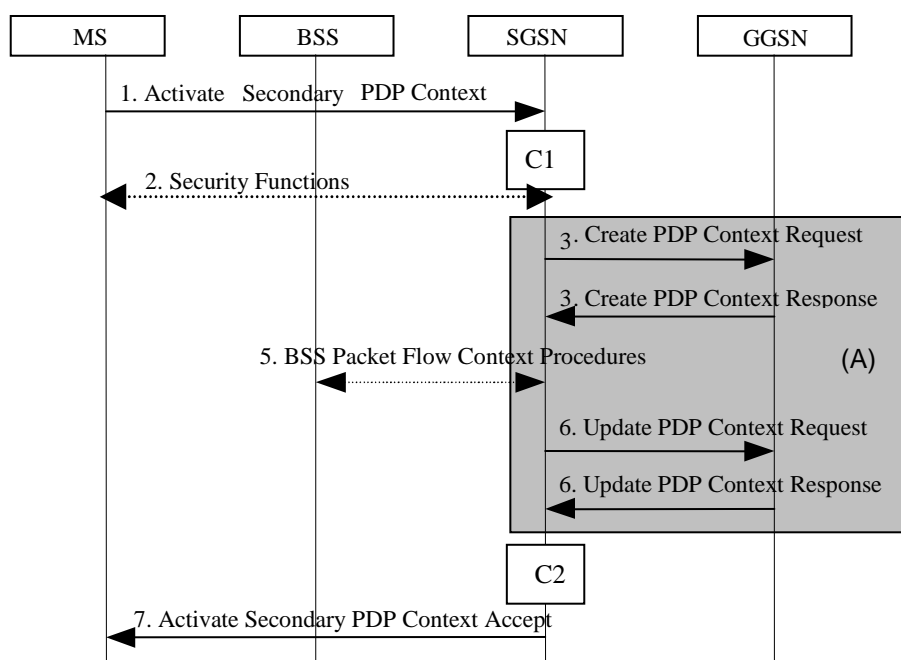 MS BSS SGSN GGSN
1. Activate Secondary PDP Context
C1
2. Security Functions
3. Create PDP Context Request
3. Create PDP Context Response
5. BSS Packet Flow Context Procedures
(A)
6. Update PDP Context Request
6. Update PDP Context Response
C2
7. Activate Secondary PDP Context Accept